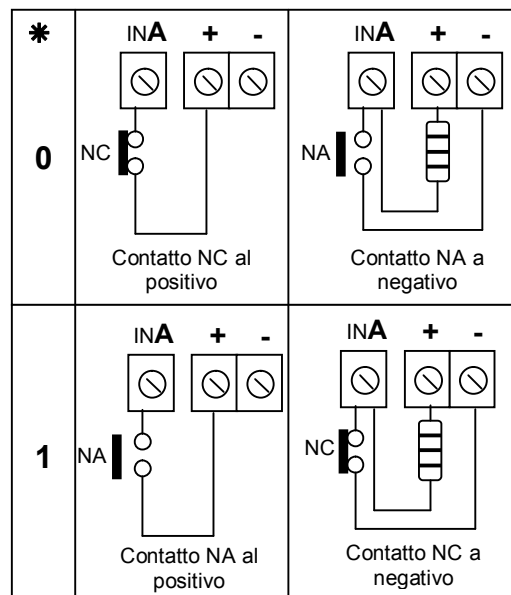 *
INA + -
INA + -
0
NC
NA
Contatto NC al
positivo
Contatto NA a
negativo
INA + -
INA + -
1
NA
NC
Contatto NA al
positivo
Contatto NC a
negativo